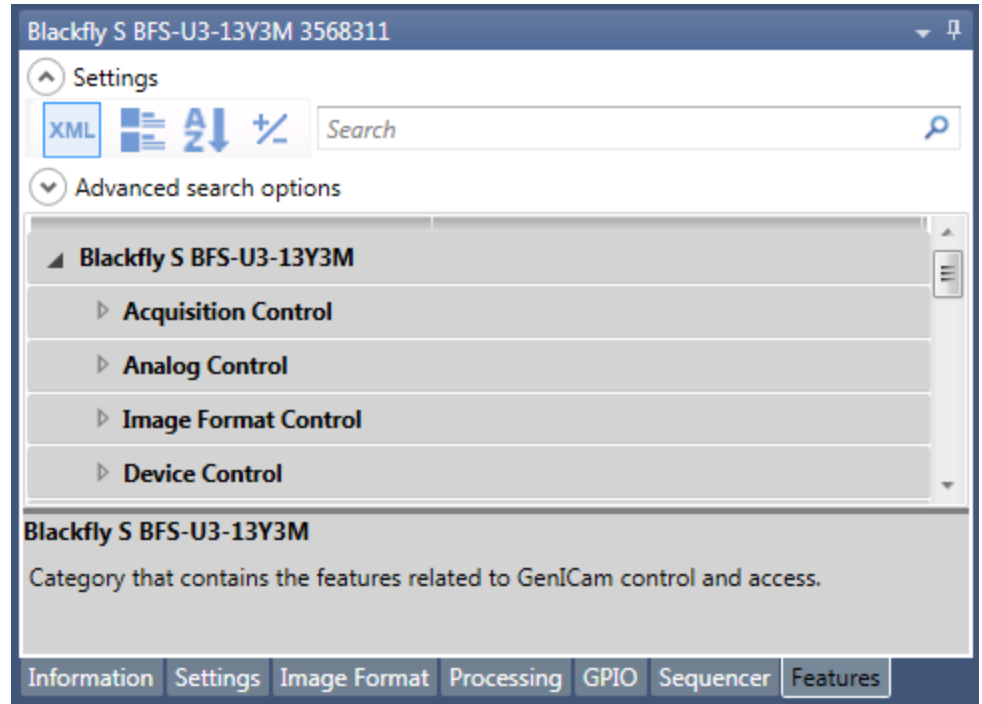 Blackfly S BFS-U3-13Y3M 3568311
Settings
XML A Z +/- Search
Advanced search options
Blackfly S BFS-U3-13Y3M
Acquisition Control
Analog Control
Image Format Control
Device Control
Blackfly S BFS-U3-13Y3M
Category that contains the features related to GenICam control and access.
Information Settings Image Format Processing GPIO Sequencer Features